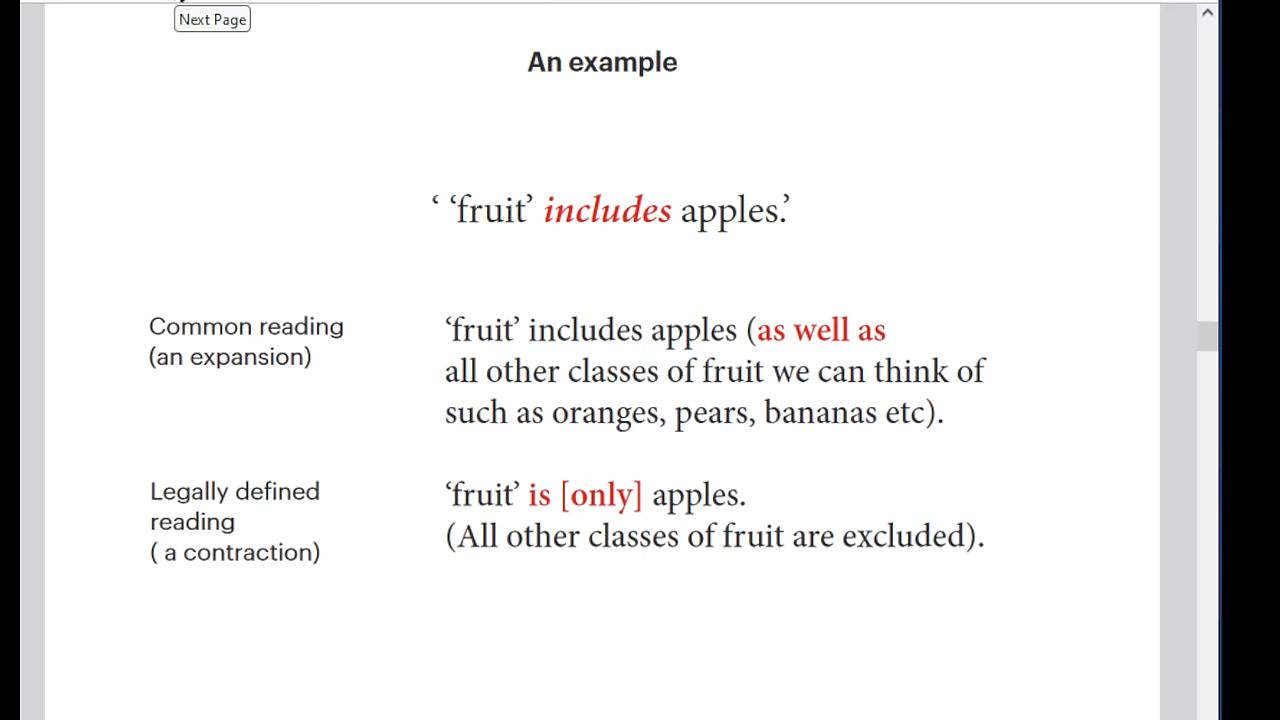 Next Page
An example
‘ ‘fruit’ includes apples.’
Common reading
(an expansion)
‘fruit’ includes apples (as well as
all other classes of fruit we can think of
such as oranges, pears, bananas etc).
Legally defined
reading
( a contraction)
‘fruit’ is [only] apples.
(All other classes of fruit are excluded).